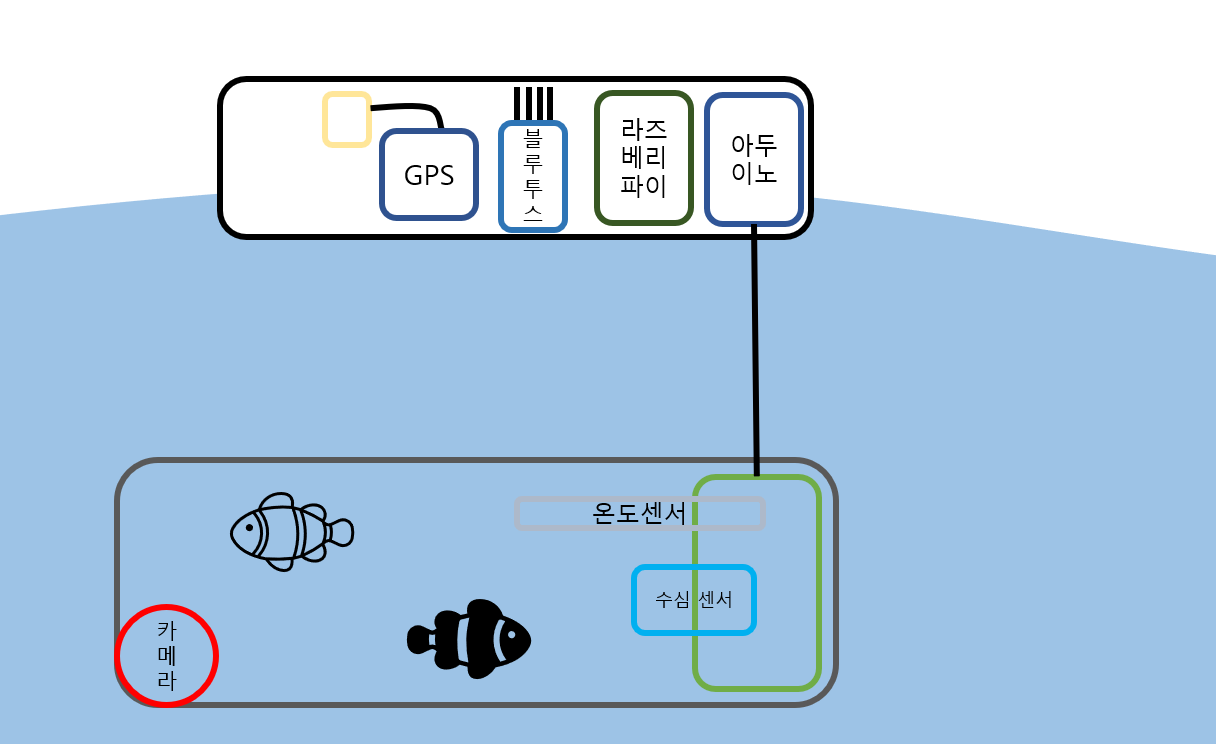 GPS
블
루
투
스
라즈
베리
파이
아두
이노
온도센서
수심 센서
카
메
라